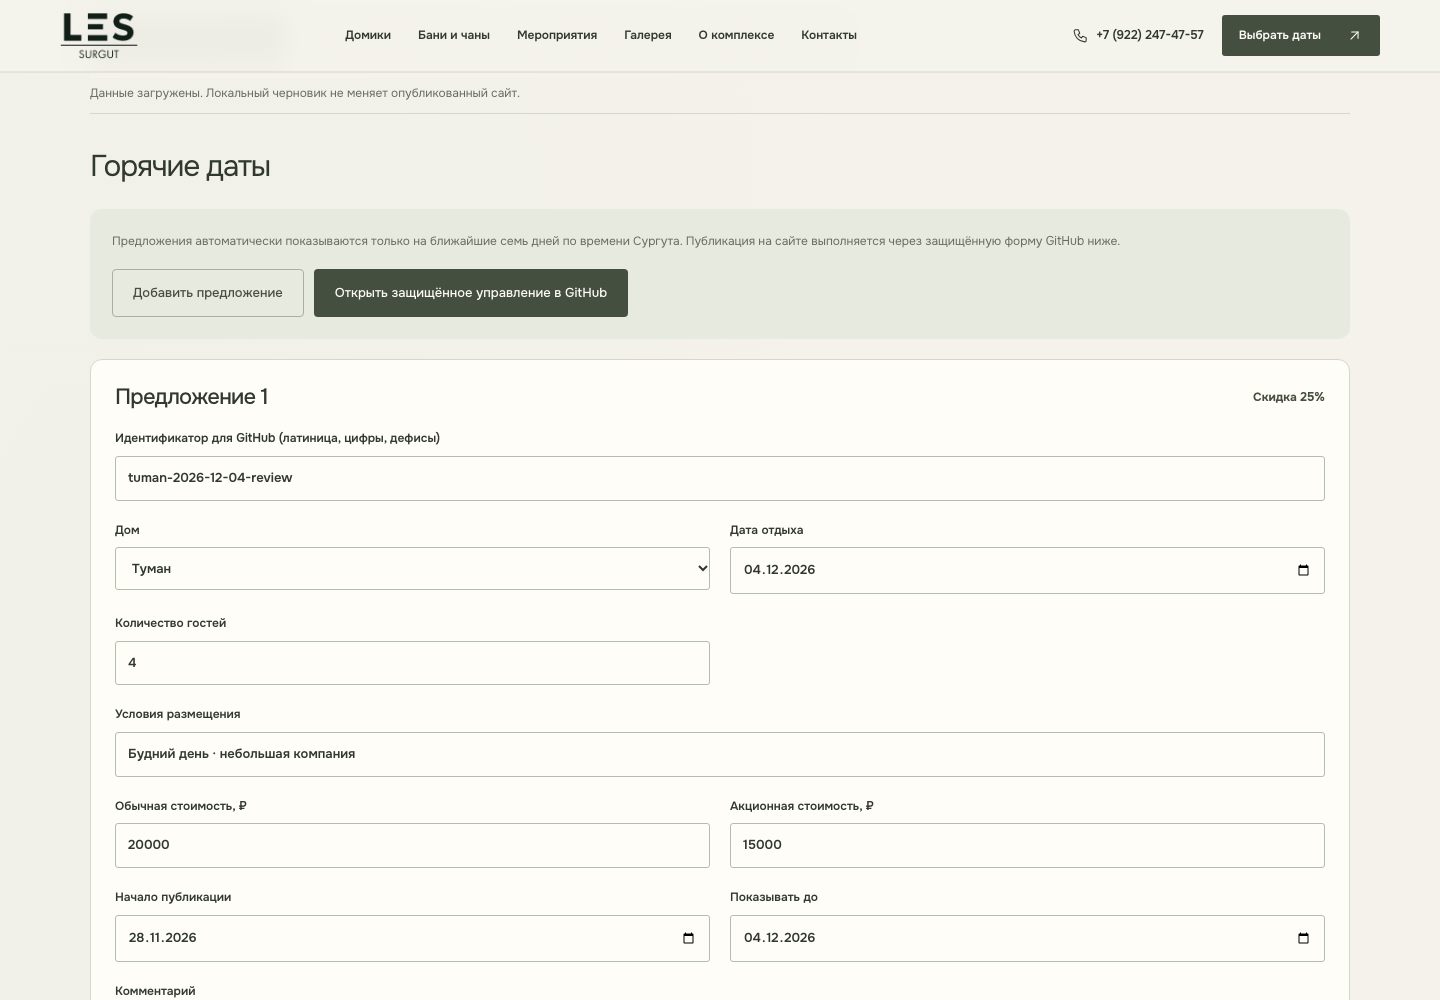 LES
SURGUT
Домики Бани и чаны Мероприятия Галерея О комплексе Контакты
+7 (922) 247-47-57
Выбрать даты
Данные загружены. Локальный черновик не меняет опубликованный сайт.
Горячие даты
Предложения автоматически показываются только на ближайшие семь дней по времени Сургута. Публикация на сайте выполняется через защищённую форму GitHub ниже.
Добавить предложение
Открыть защищённое управление в GitHub
Предложение 1
Скидка 25%
Идентификатор для GitHub (латиница, цифры, дефисы)
tuman-2026-12-04-review
Дом
Дата отдыха
Туман
04.12.2026
Количество гостей
4
Условия размещения
Будний день · небольшая компания
Обычная стоимость, ₽
Акционная стоимость, ₽
20000
15000
Начало публикации
Показывать до
28.11.2026
04.12.2026
Комментарий